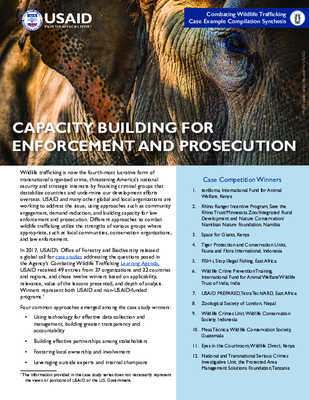 USAID
FROM THE AMERICAN PEOPLE
Combating Wildlife Trafficking
Case Example Compilation Synthesis
CAPACITY BUILDING FOR
ENFORCEMENT AND PROSECUTION
Wildlife trafficking is now the fourth-most lucrative form of
transnational organized crime, threatening America's national
security and strategic interests by financing criminal groups that
destabilize countries and undermine our development efforts
overseas. USAID and many other global and local organizations are
working to address the issue, using approaches such as community
engagement, demand reduction, and building capacity for law
enforcement and prosecution. Different approaches to combat
wildlife trafficking utilize the strengths of various groups where
appropriate, such as local communities, conservation organizations,
and law enforcement.
In 2017, USAID's Office of Forestry and Biodiversity released
a global call for case studies addressing the questions posed in
the Agency's Combating Wildlife Trafficking Learning Agenda.
USAID received 49 entries from 37 organizations and 22 countries
and regions, and chose twelve winners based on applicability,
relevance, value of the lessons presented, and depth of analysis.
Winners represent both USAID and non-USAID-funded
programs.¹
Four common approaches emerged among the case study winners:
• Using technology for effective data collection and
management, building greater transparency and
accountability
• Building effective partnerships among stakeholders
• Fostering local ownership and involvement
• Leveraging outside experts and internal champions
¹ The information provided in the case study series does not necessarily represent
the views or positions of USAID or the U.S. Government.
Case Competition Winners
1. tenBoma, International Fund for Animal
Welfare, Kenya
2. Rhino Ranger Incentive Program, Save the
Rhino Trust/Minnesota Zoo/Integrated Rural
Development and Nature Conservation/
Namibian Nature Foundation, Namibia
3. Space for Giants, Kenya
4. Tiger Protection and Conservation Units,
Fauna and Flora International, Indonesia
5. FISH-i, Stop Illegal Fishing, East Africa
6. Wildlife Crime Prevention Training,
International Fund for Animal Welfare/Wildlife
Trust of India, India
7. USAID PREPARED, Tetra Tech ARD, East Africa
8. Zoological Society of London, Nepal
9. Wildlife Crimes Unit, Wildlife Conservation
Society, Indonesia
10. Mesa Técnica, Wildlife Conservation Society,
Guatemala
11. Eyes in the Courtroom, Wildlife Direct, Kenya
12. National and Transnational Serious Crimes
Investigative Unit, the Protected Area
Management Solutions Foundation, Tanzania